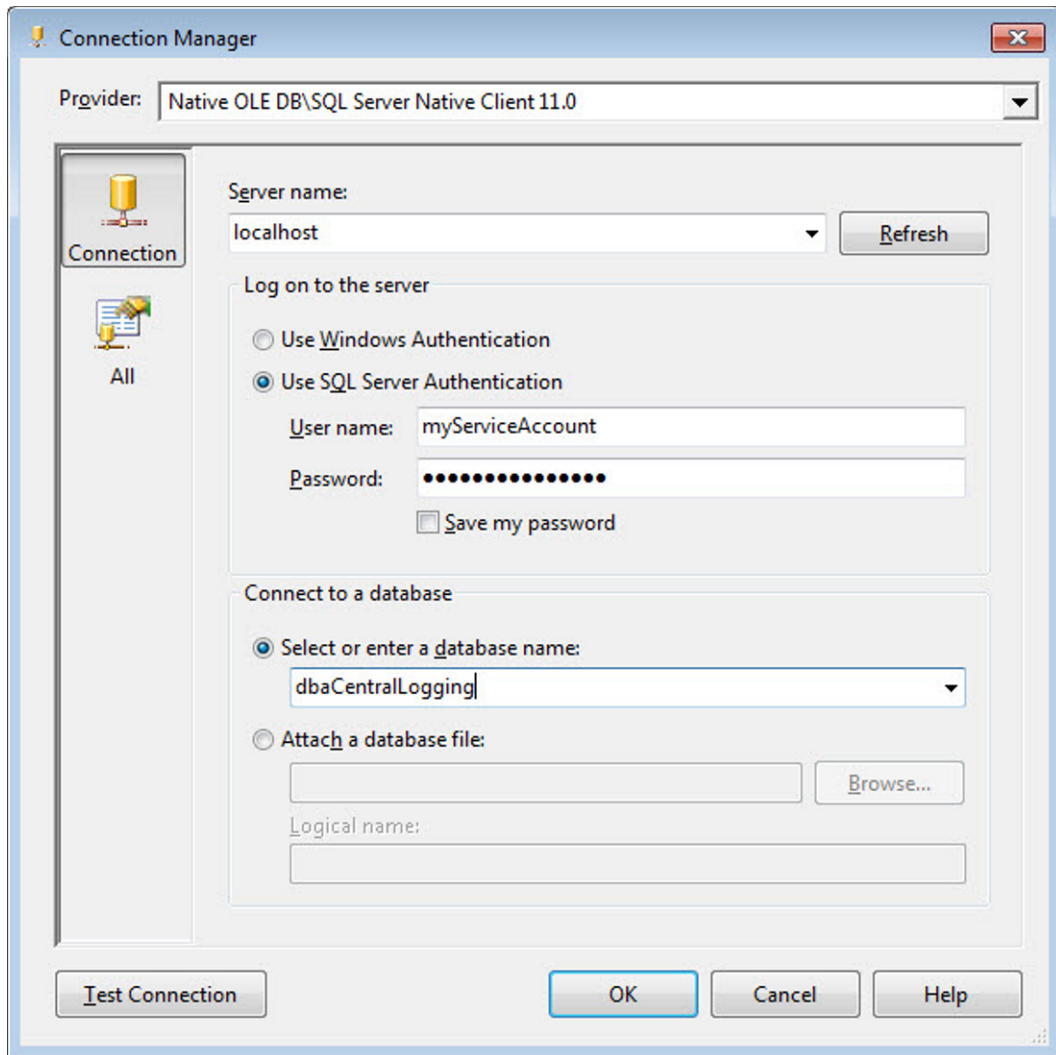 Connection Manager
Provider: Native OLE DB\SQL Server Native Client 11.0
Connection
All
Server name:
localhost
Refresh
Log on to the server
Use Windows Authentication
Use SQL Server Authentication
User name: myServiceAccount
Password: •••••••••••••••
Save my password
Connect to a database
Select or enter a database name:
dbaCentralLogging
Attach a database file:
Browse...
Logical name:
Test Connection OK Cancel Help